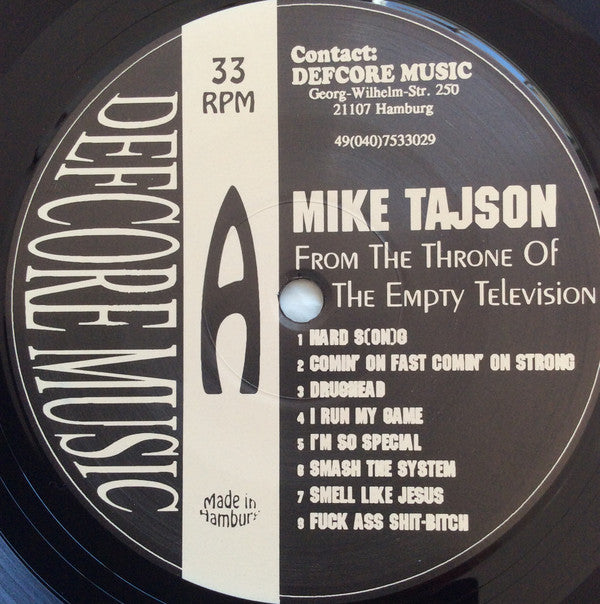 DEFCORE MUSIC
33
RPM
A
Made in
Hamburg
Contact:
DEFCORE MUSIC
Georg-Wilhelm-Str. 250
21107 Hamburg
49(040)7533029
MIKE TAJSON
FROM THE THRONE OF
THE EMPTY TELEVISION
1 HARD S(ON)G
2 COMIN' ON FAST COMIN' ON STRONG
3 DRUGHEAD
4 I RUN MY GAME
5 I'M SO SPECIAL
6 SMASH THE SYSTEM
7 SMELL LIKE JESUS
8 FUCK ASS SHIT-BITCH